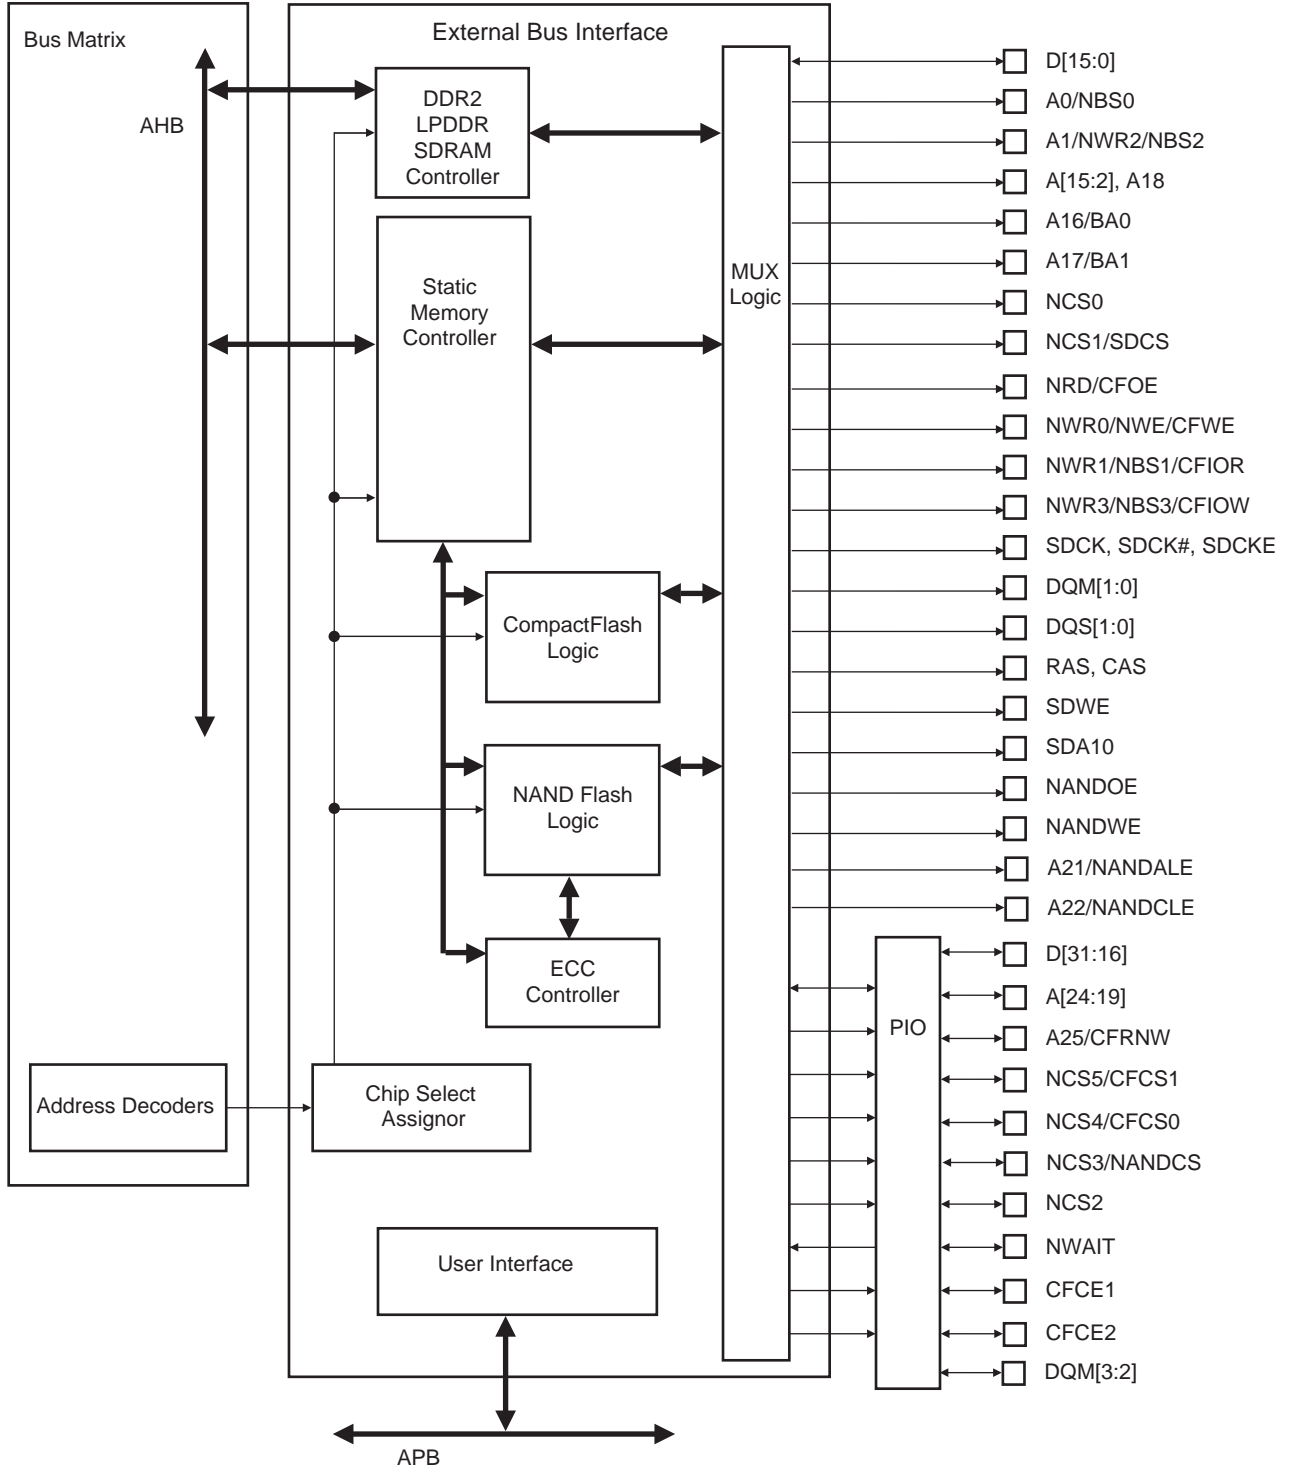 Bus Matrix
AHB
Address Decoders
External Bus Interface
DDR2
LPDDR
SDRAM
Controller
Static
Memory
Controller
CompactFlash
Logic
NAND Flash
Logic
ECC
Controller
Chip Select
Assignor
User Interface
APB
MUX
Logic
PIO
D[15:0]
A0/NBS0
A1/NWR2/NBS2
A[15:2], A18
A16/BA0
A17/BA1
NCS0
NCS1/SDCS
NRD/CFOE
NWR0/NWE/CFWE
NWR1/NBS1/CFIOR
NWR3/NBS3/CFIOW
SDCK, SDCK#, SDCKE
DQM[1:0]
DQS[1:0]
RAS, CAS
SDWE
SDA10
NANDOE
NANDWE
A21/NANDALE
A22/NANDCLE
D[31:16]
A[24:19]
A25/CFRNW
NCS5/CFCS1
NCS4/CFCS0
NCS3/NANDCS
NCS2
NWAIT
CFCE1
CFCE2
DQM[3:2]